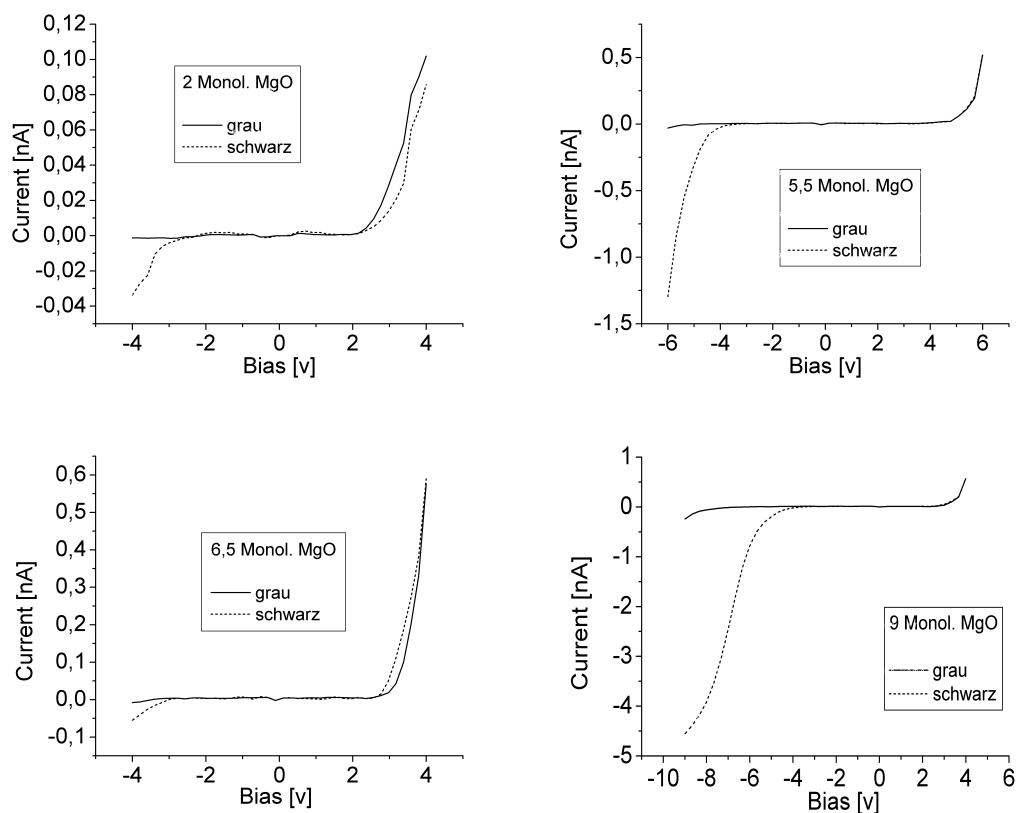 0,12
0,10
0,08
0,06
0,04
0,02
0,00
-0,02
-0,04
Current [nA]
2 Monol. MgO
grau
schwarz
-4 -2 0 2 4
Bias [v]
0,5
0,0
-0,5
-1,0
-1,5
Current [nA]
5,5 Monol. MgO
grau
schwarz
-6 -4 -2 0 2 4 6
Bias [v]
0,6
0,5
0,4
0,3
0,2
0,1
0,0
-0,1
Current [nA]
6,5 Monol. MgO
grau
schwarz
-4 -2 0 2 4
Bias [v]
1
0
-1
-2
-3
-4
-5
Current [nA]
9 Monol. MgO
grau
schwarz
-10 -8 -6 -4 -2 0 2 4 6
Bias [v]